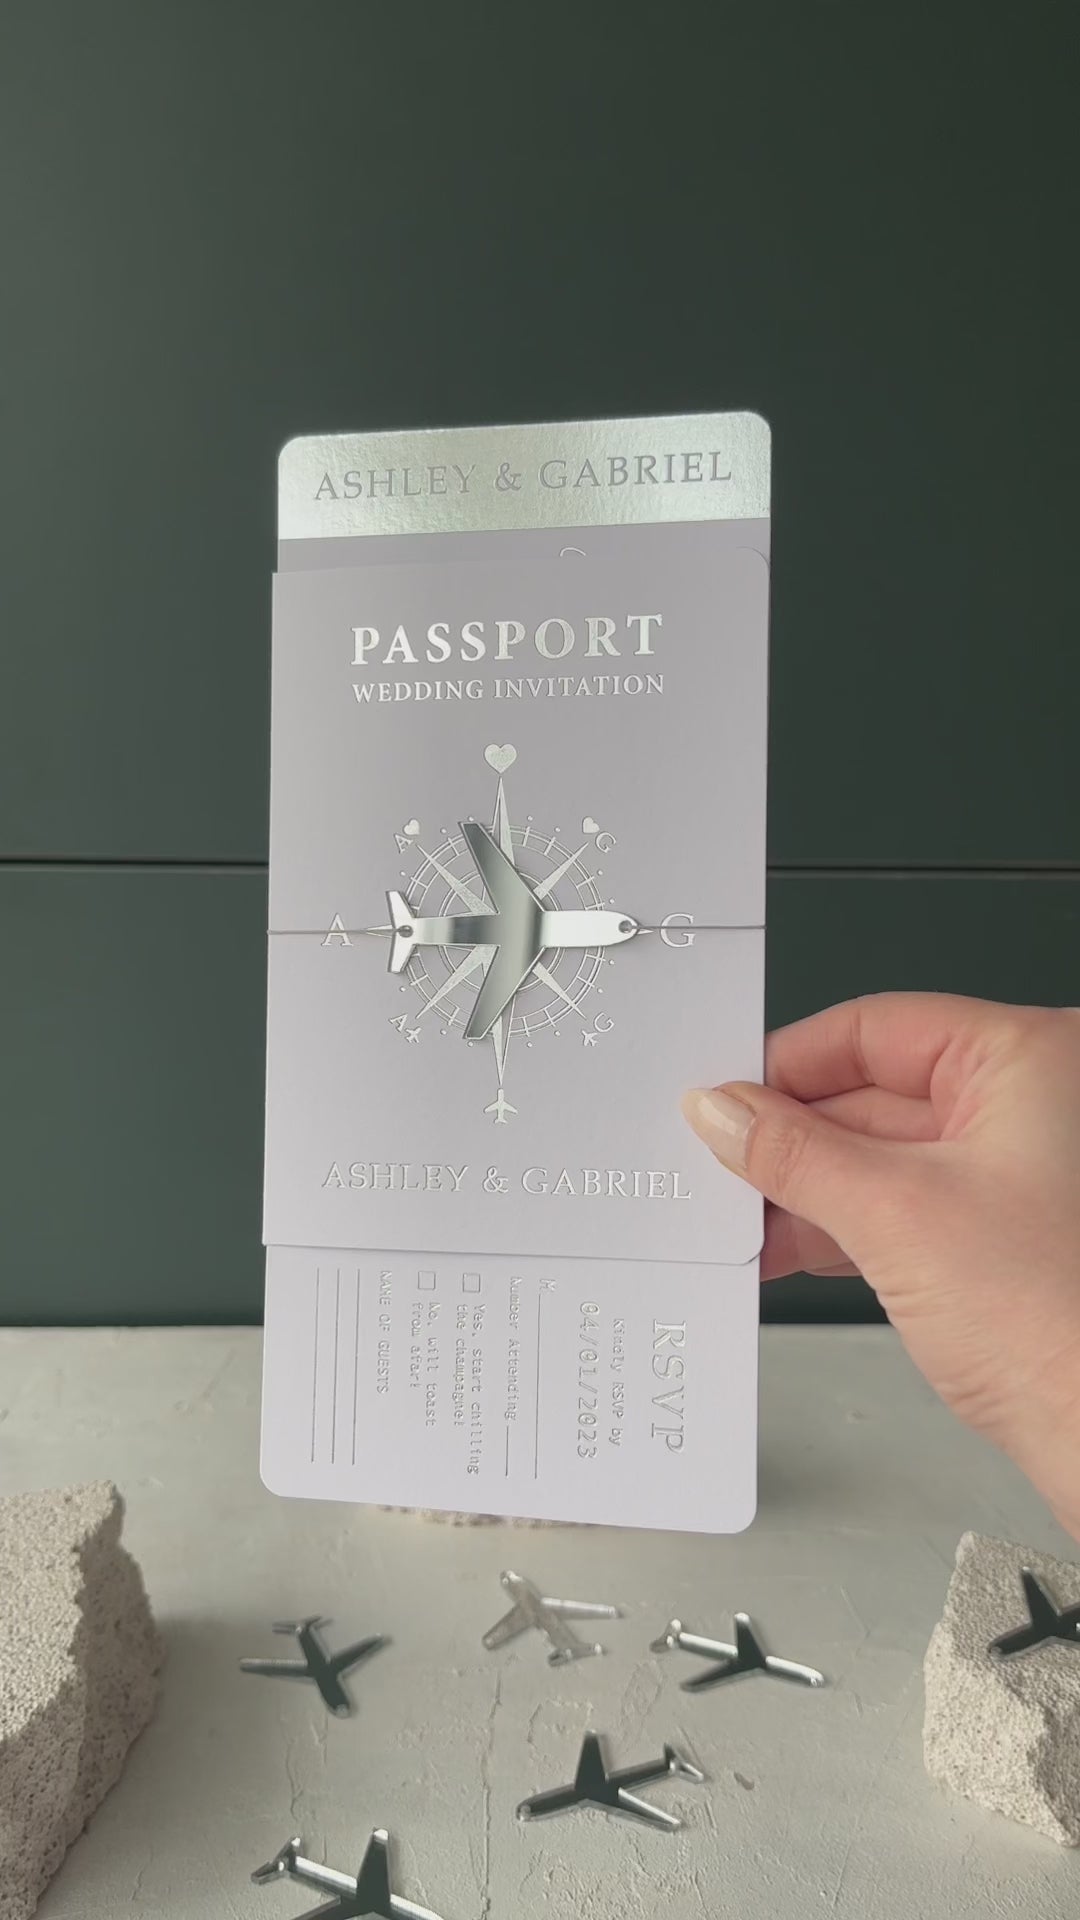 ASHLEY & GABRIEL
PASSPORT
WEDDING INVITATION
A G
A G
A G
ASHLEY & GABRIEL
RSVP
Kindly RSVP by
04/01/2023
M
Number Attending
Yes, start chilling
the champagne!
No, will toast
from afar!
NAME OF GUESTS